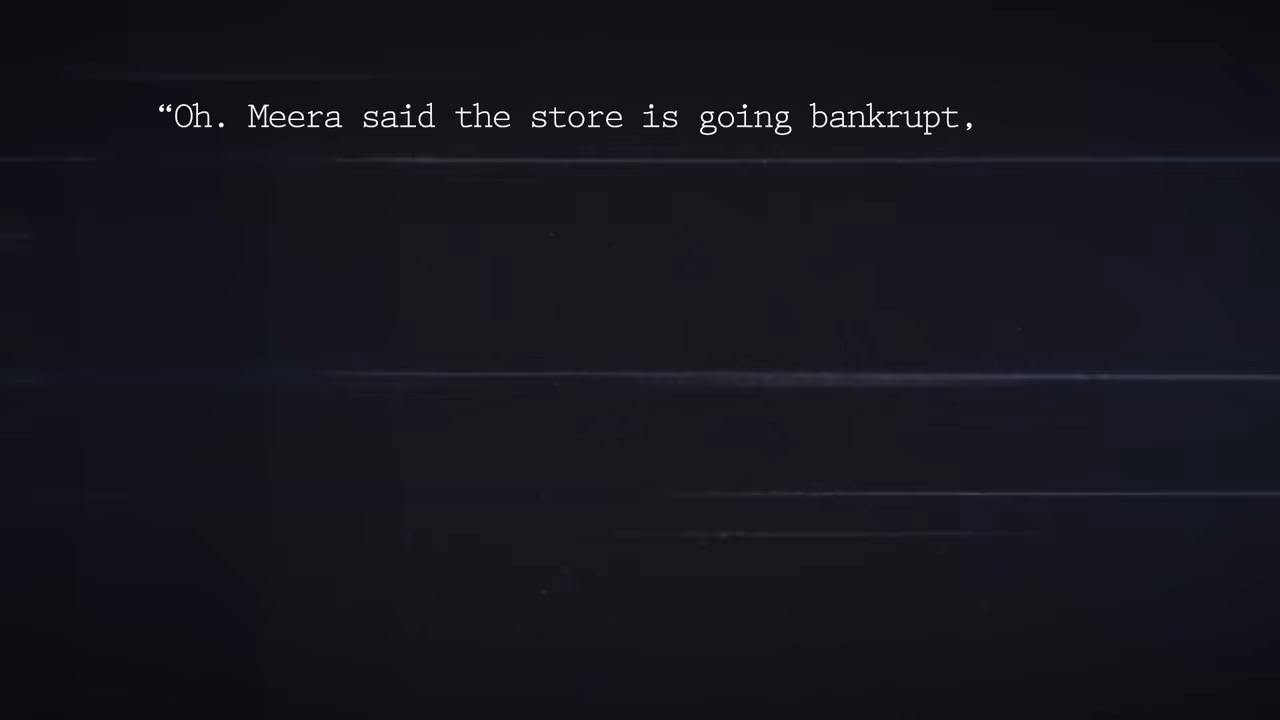 “Oh. Meera said the store is going bankrupt,